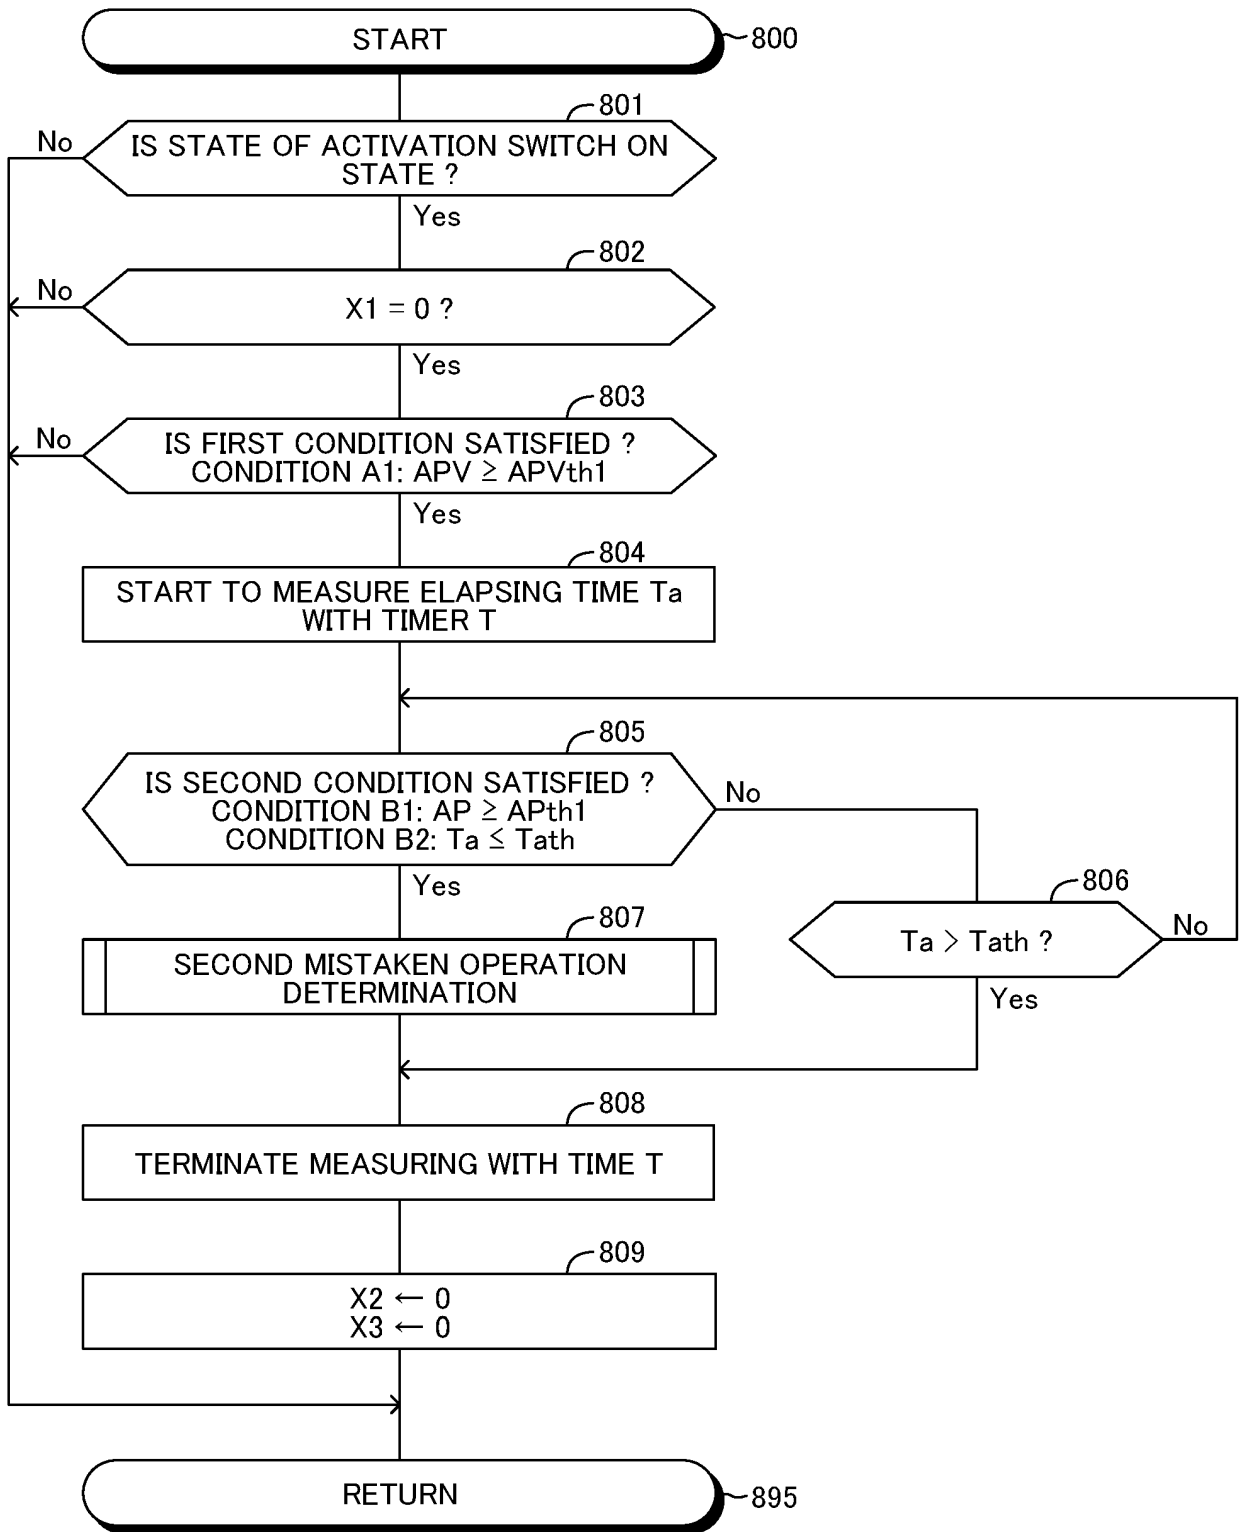 START
800
801
No
IS STATE OF ACTIVATION SWITCH ON
STATE ?
Yes
802
No
X1 = 0 ?
Yes
803
No
IS FIRST CONDITION SATISFIED ?
CONDITION A1: APV ≥ APVth1
Yes
804
START TO MEASURE ELAPSING TIME Ta
WITH TIMER T
805
IS SECOND CONDITION SATISFIED ?
CONDITION B1: AP ≥ APth1
CONDITION B2: Ta ≤ Tath
No
Yes
806
Ta > Tath ?
No
Yes
807
SECOND MISTAKEN OPERATION
DETERMINATION
808
TERMINATE MEASURING WITH TIME T
809
X2 ← 0
X3 ← 0
RETURN
895